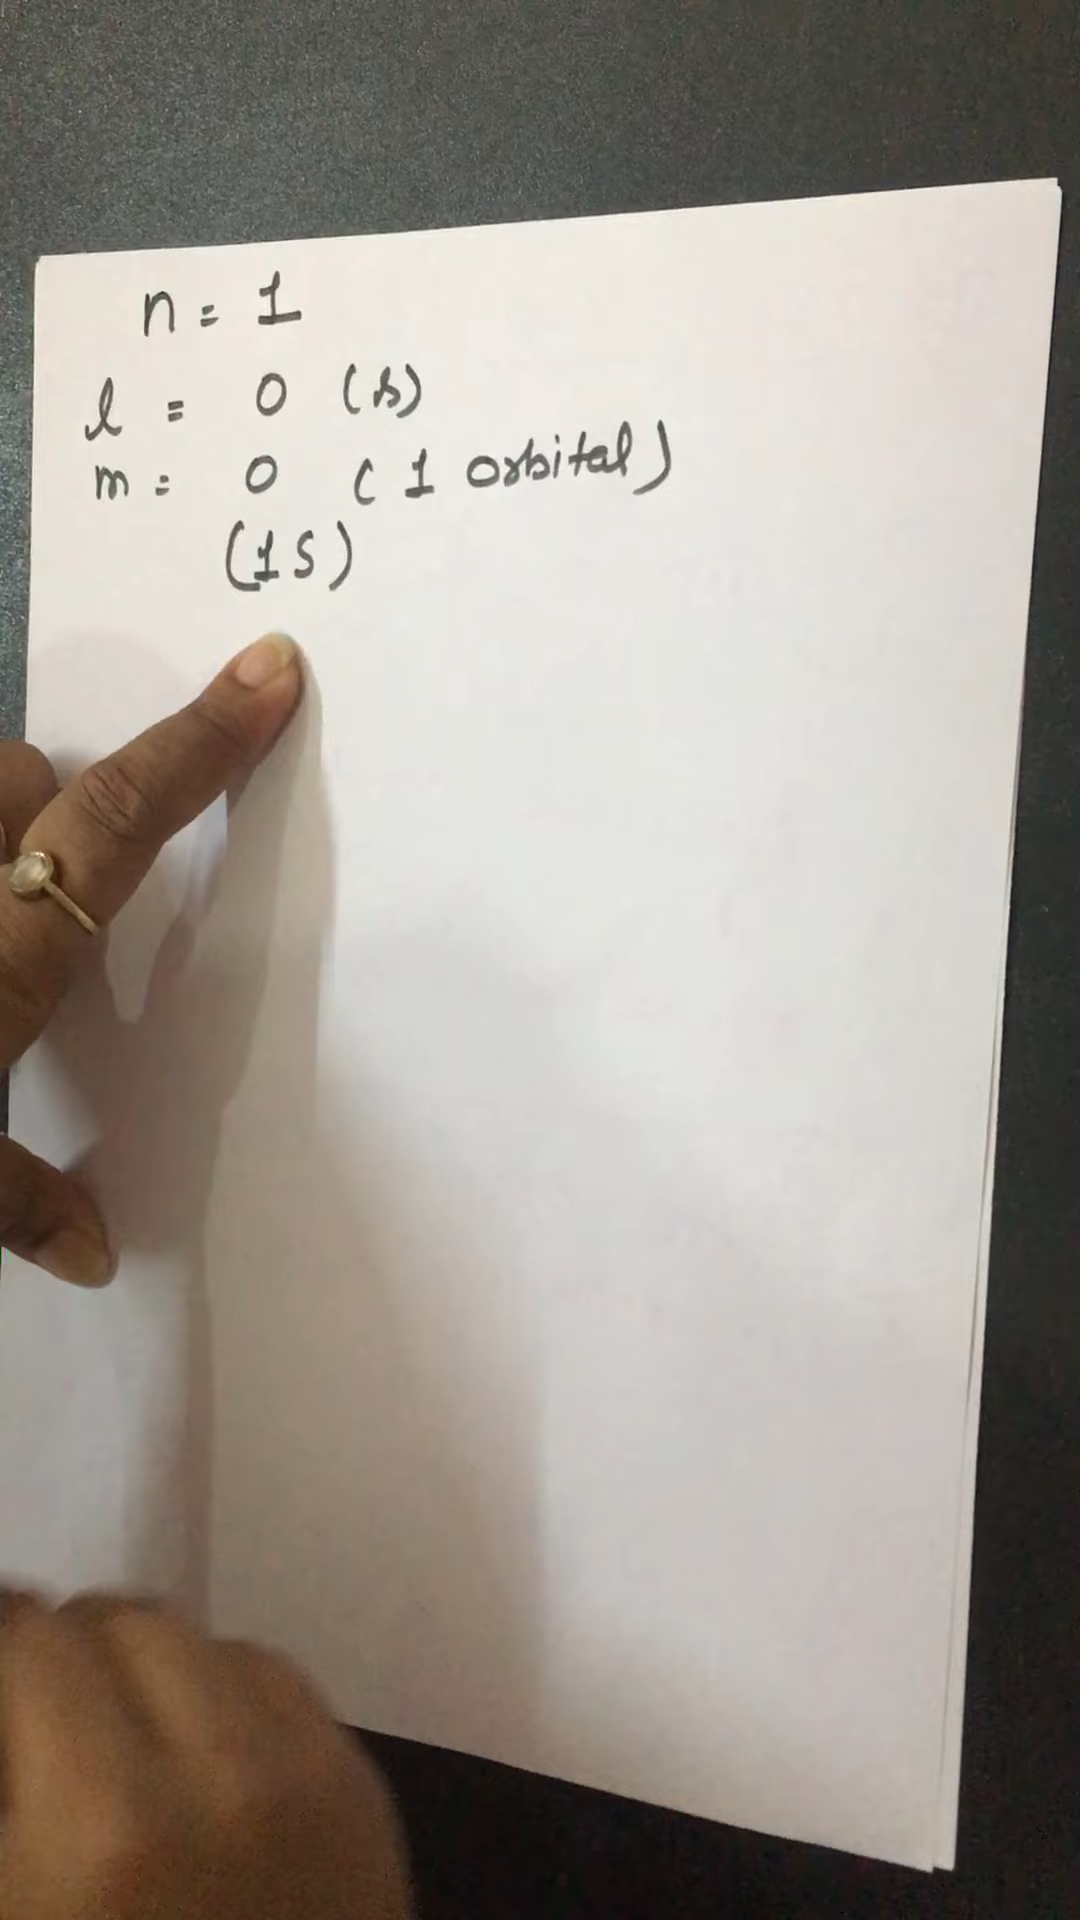 n = 1
l = 0 (s)
m = 0 (1 orbital)
(1S)